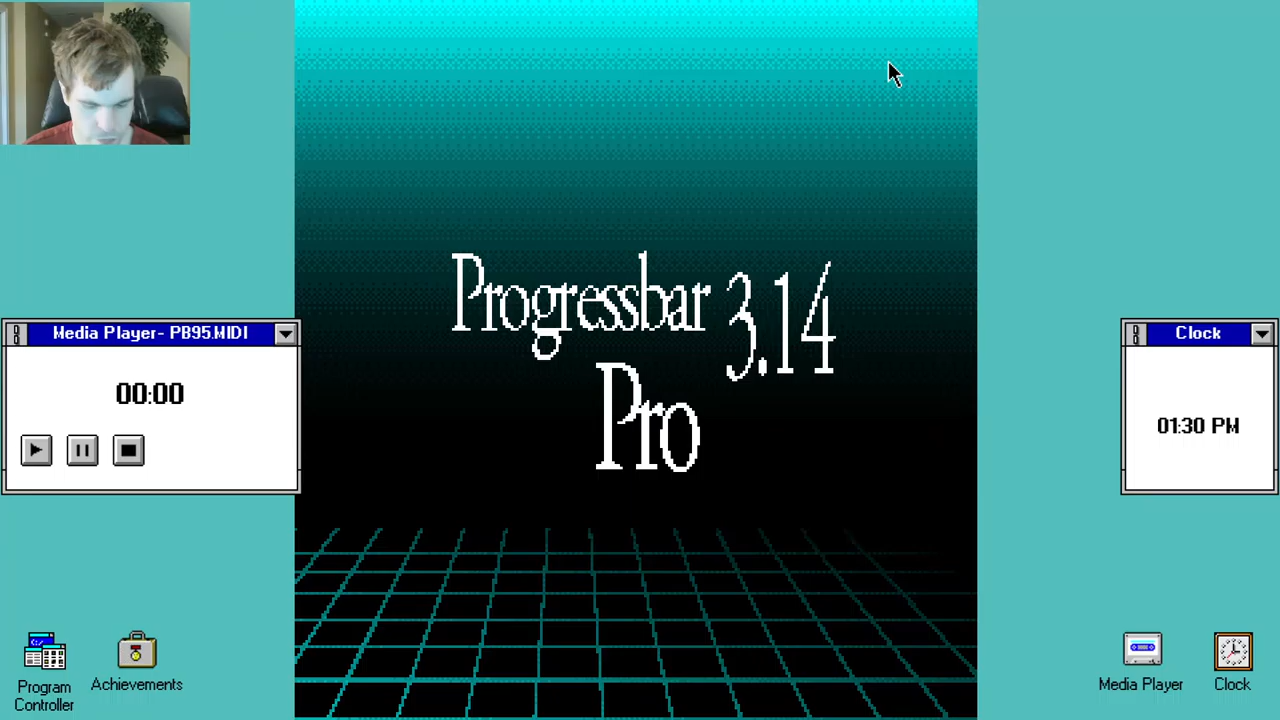 Progressbar 3.14
Pro
Media Player- PB95.MIDI
00:00
Clock
01:30 PM
Program
Controller
Achievements
Media Player
Clock